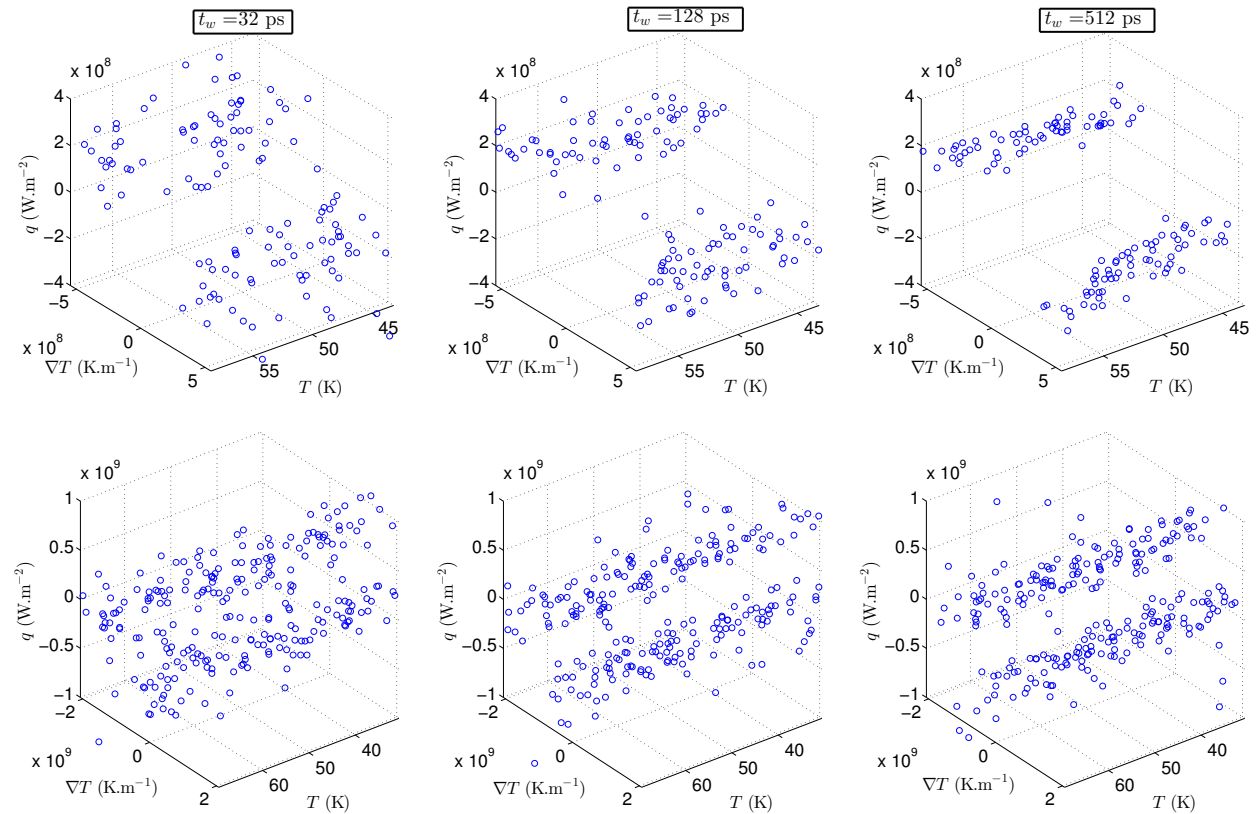 t_w =32 ps
t_w =128 ps
t_w =512 ps
x 10^8
x 10^8
x 10^8
4
2
0
−2
−4
q (W.m^−2)
−5
0
5
x 10^8
∇T (K.m^−1)
55
50
45
T (K)
4
2
0
−2
−4
q (W.m^−2)
−5
0
5
x 10^8
∇T (K.m^−1)
55
50
45
T (K)
4
2
0
−2
−4
q (W.m^−2)
−5
0
5
x 10^8
∇T (K.m^−1)
55
50
45
T (K)
x 10^9
x 10^9
x 10^9
1
0.5
0
−0.5
−1
q (W.m^−2)
−2
0
2
x 10^9
∇T (K.m^−1)
60
50
40
T (K)
1
0.5
0
−0.5
−1
q (W.m^−2)
−2
0
2
x 10^9
∇T (K.m^−1)
60
50
40
T (K)
1
0.5
0
−0.5
−1
q (W.m^−2)
−2
0
2
x 10^9
∇T (K.m^−1)
60
50
40
T (K)